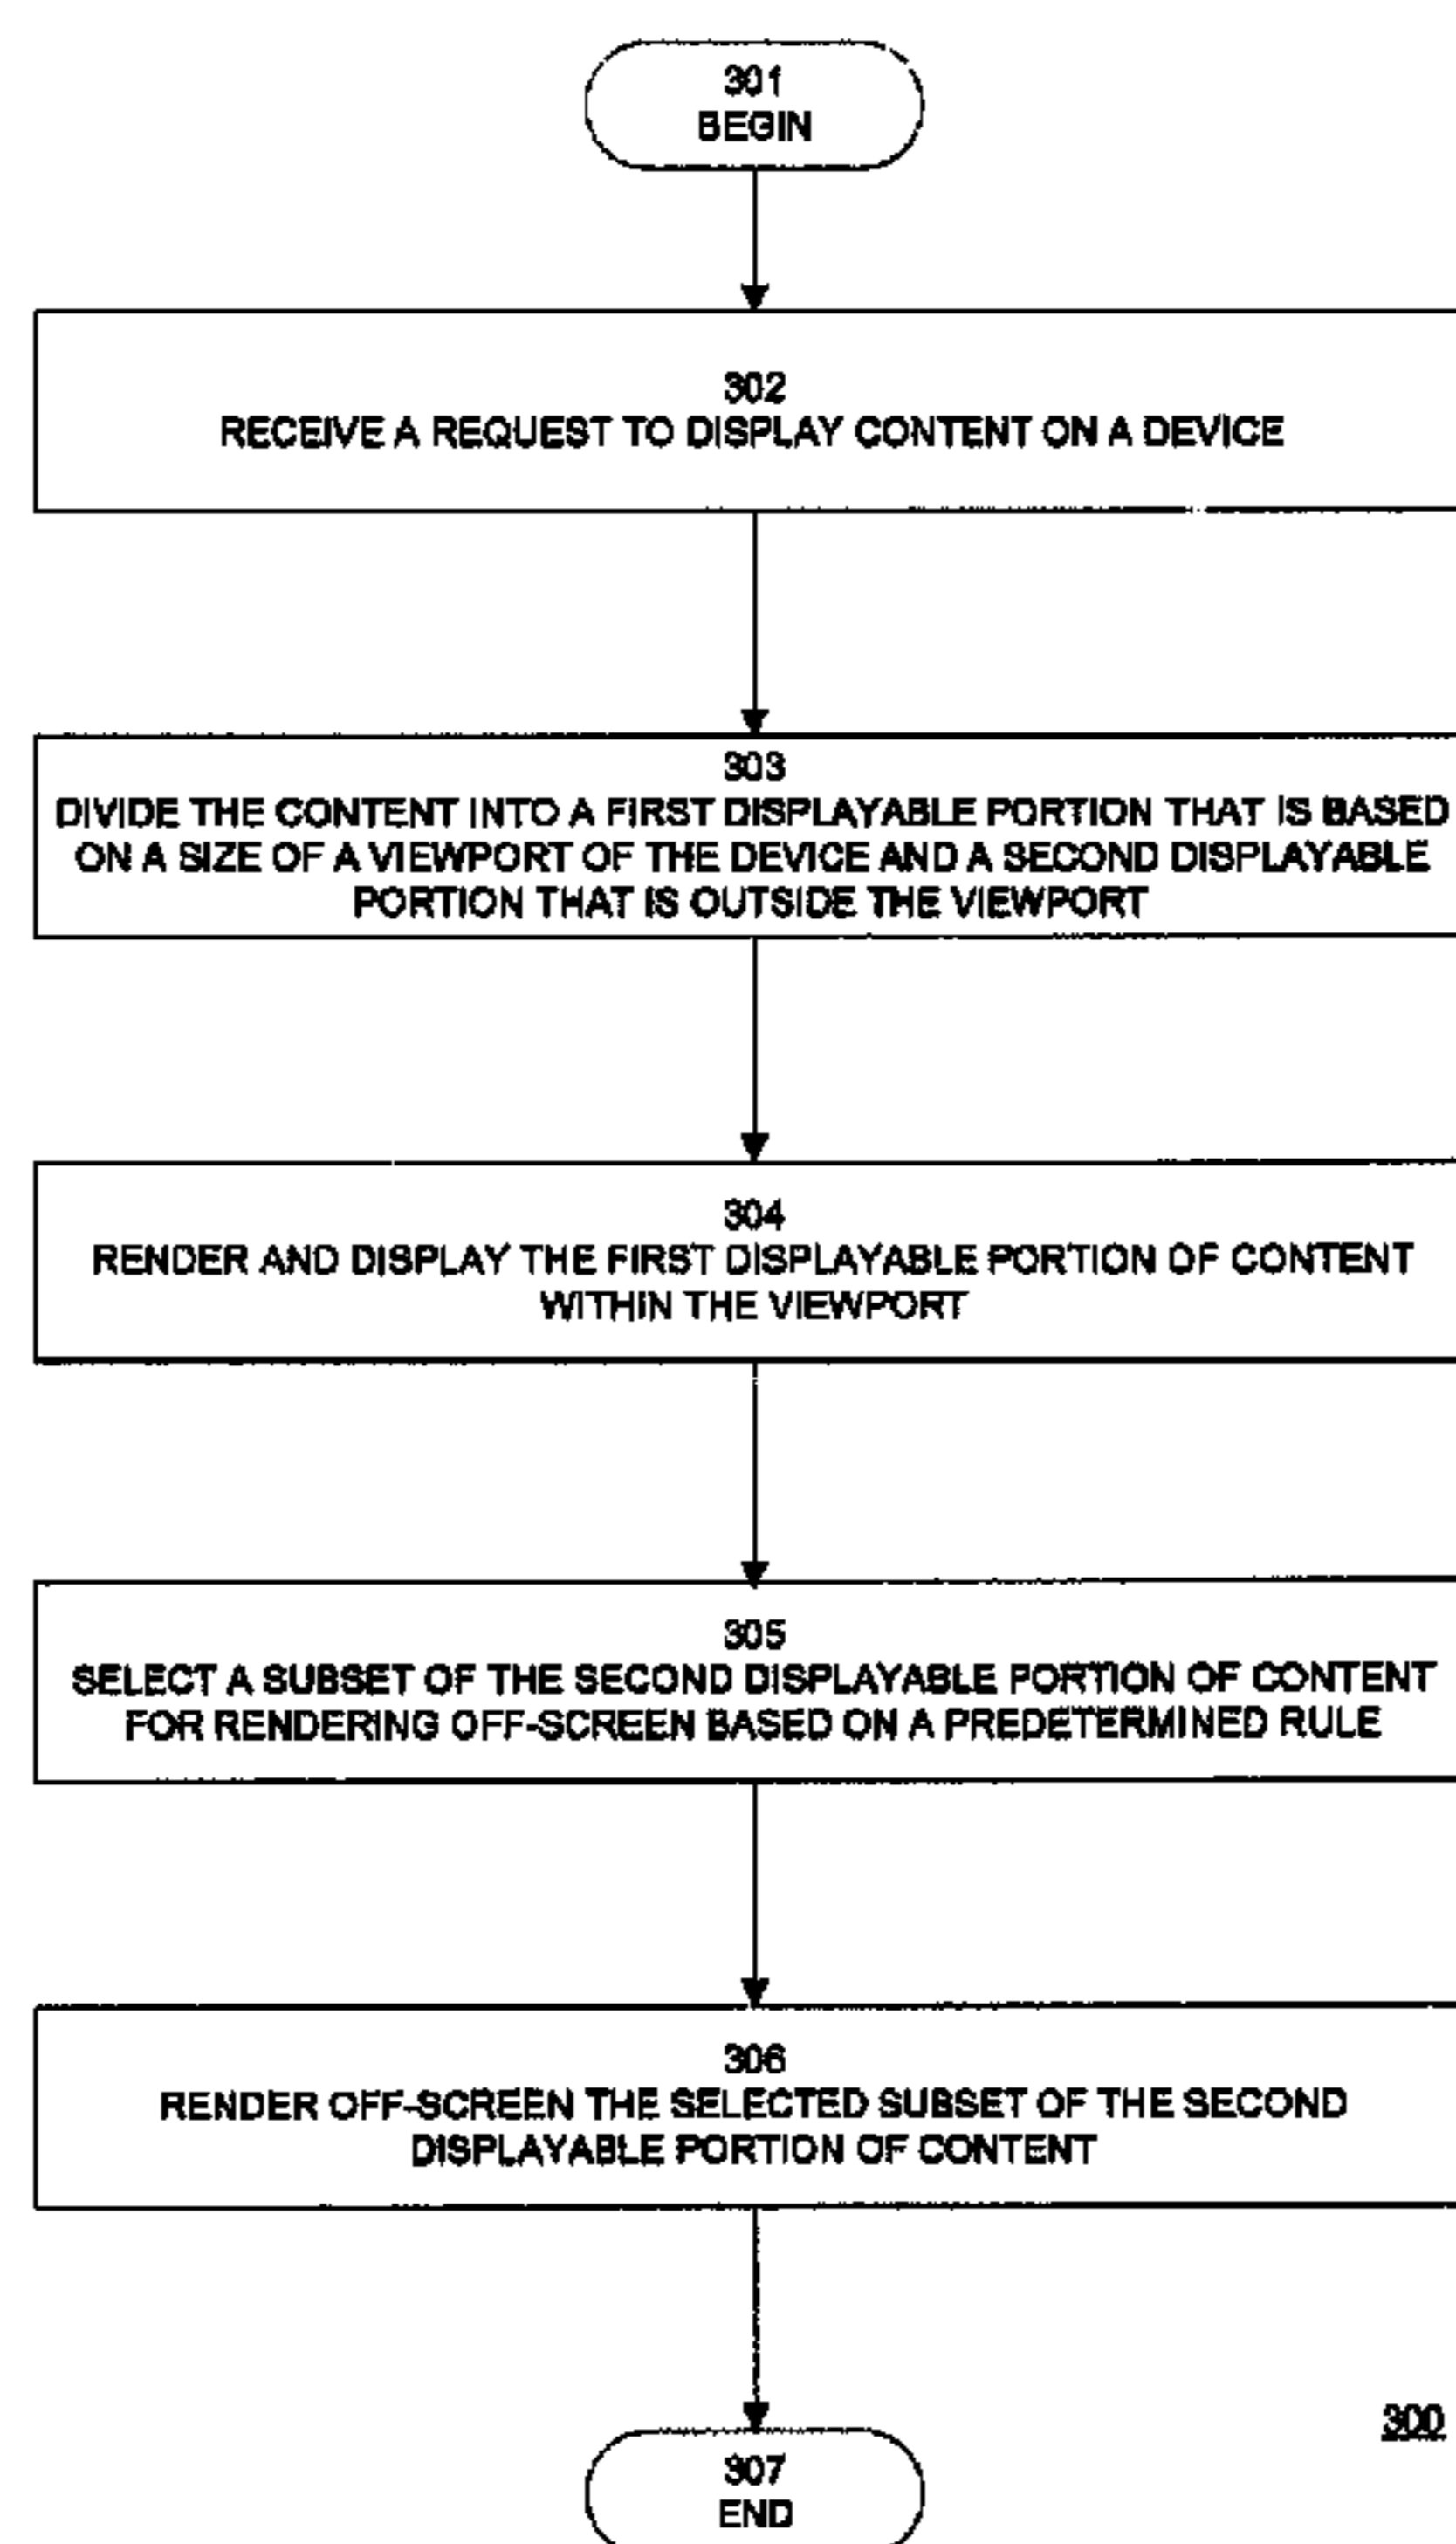 301
BEGIN
302
RECEIVE A REQUEST TO DISPLAY CONTENT ON A DEVICE
303
DIVIDE THE CONTENT INTO A FIRST DISPLAYABLE PORTION THAT IS BASED
ON A SIZE OF A VIEWPORT OF THE DEVICE AND A SECOND DISPLAYABLE
PORTION THAT IS OUTSIDE THE VIEWPORT
304
RENDER AND DISPLAY THE FIRST DISPLAYABLE PORTION OF CONTENT
WITHIN THE VIEWPORT
305
SELECT A SUBSET OF THE SECOND DISPLAYABLE PORTION OF CONTENT
FOR RENDERING OFF-SCREEN BASED ON A PREDETERMINED RULE
306
RENDER OFF-SCREEN THE SELECTED SUBSET OF THE SECOND
DISPLAYABLE PORTION OF CONTENT
300
307
END